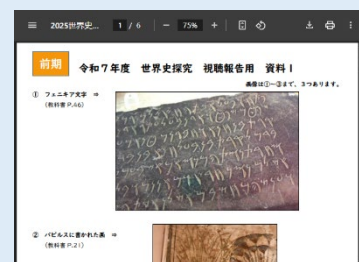 2025世界史... 1 / 6 75%
前期 令和7年度 世界史探究 視聴報告用 資料Ⅰ
画像は①~③まで、3つあります。
① フェニキア文字 ⇒
(教科書 P.46)
② パピルスに書かれた奥 ⇒
(教科書 P.21)